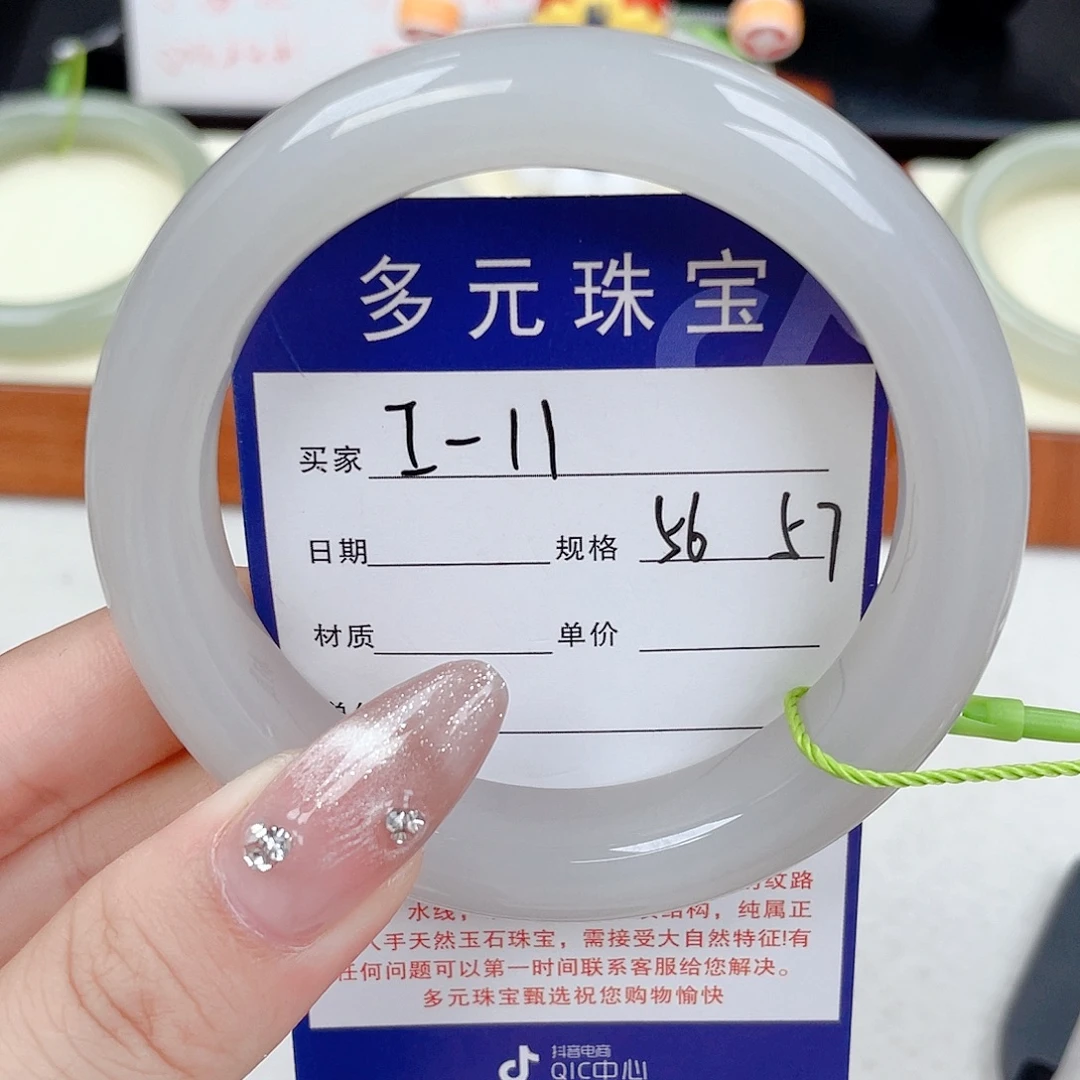 多元珠宝
买家 I-11
日期 规格 56 57
材质 单价
纹路
水线, 结构，纯属正
手天然玉石珠宝，需接受大自然特征!有
任何问题可以第一时间联系客服给您解决。
多元珠宝甄选祝您购物愉快
抖音电商
QIC中心